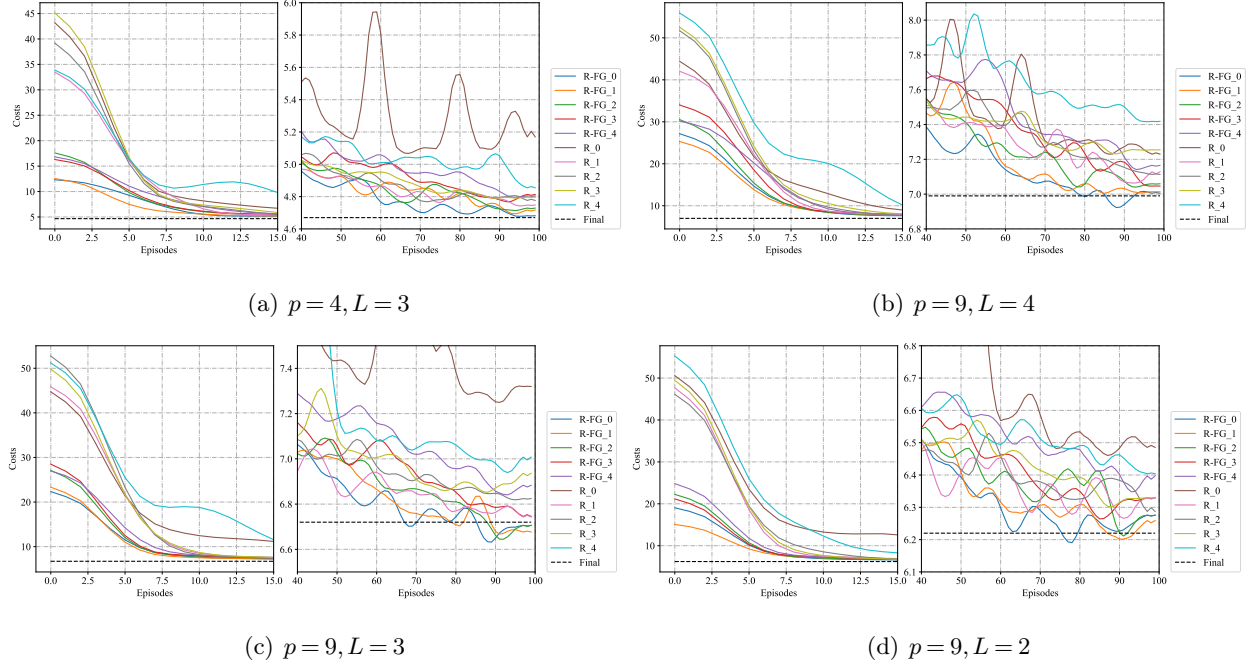 45
40
35
30
25
20
15
10
5
Costs
0.0 2.5 5.0 7.5 10.0 12.5 15.0
Episodes
6.0
5.8
5.6
5.4
5.2
5.0
4.8
4.6
40 50 60 70 80 90 100
Episodes
R-FG_0
R-FG_1
R-FG_2
R-FG_3
R-FG_4
R_0
R_1
R_2
R_3
R_4
Final
(a) p = 4, L = 3
50
40
30
20
10
Costs
0.0 2.5 5.0 7.5 10.0 12.5 15.0
Episodes
8.0
7.8
7.6
7.4
7.2
7.0
6.8
40 50 60 70 80 90 100
Episodes
R-FG_0
R-FG_1
R-FG_2
R-FG_3
R-FG_4
R_0
R_1
R_2
R_3
R_4
Final
(b) p = 9, L = 4
50
40
30
20
10
Costs
0.0 2.5 5.0 7.5 10.0 12.5 15.0
Episodes
7.5
7.4
7.2
7.0
6.8
6.6
40 50 60 70 80 90 100
Episodes
R-FG_0
R-FG_1
R-FG_2
R-FG_3
R-FG_4
R_0
R_1
R_2
R_3
R_4
Final
(c) p = 9, L = 3
50
40
30
20
10
Costs
0.0 2.5 5.0 7.5 10.0 12.5 15.0
Episodes
6.8
6.7
6.6
6.5
6.4
6.3
6.2
6.1
40 50 60 70 80 90 100
Episodes
R-FG_0
R-FG_1
R-FG_2
R-FG_3
R-FG_4
R_0
R_1
R_2
R_3
R_4
Final
(d) p = 9, L = 2